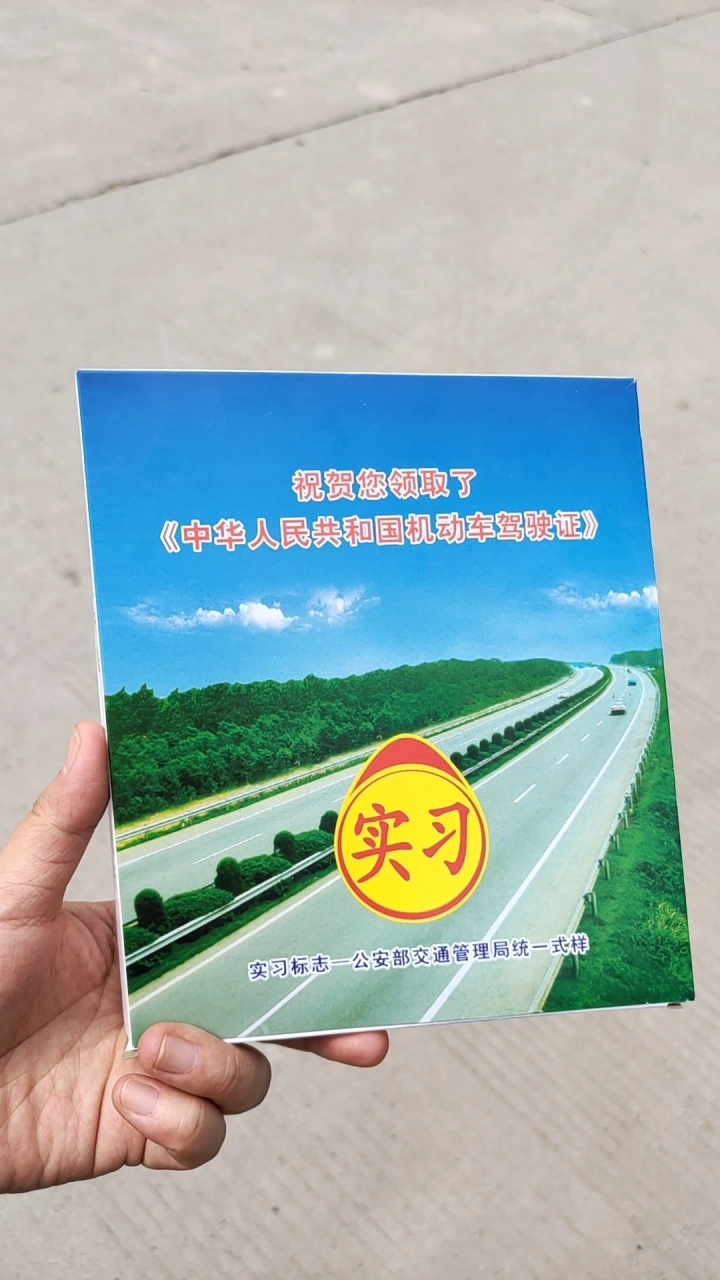 祝贺您领取了
《中华人民共和国机动车驾驶证》
实习
实习标志—公安部交通管理局统一式样